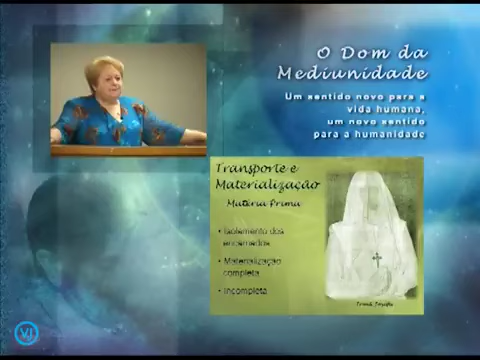 O Dom da
Mediunidade
Um sentido novo para a
vida humana,
um novo sentido
para a humanidade
Transporte e
Materialização
Matéria Prima
• Isolamento dos
encarnados
• Materialização
completa
• Incompleta
VJ